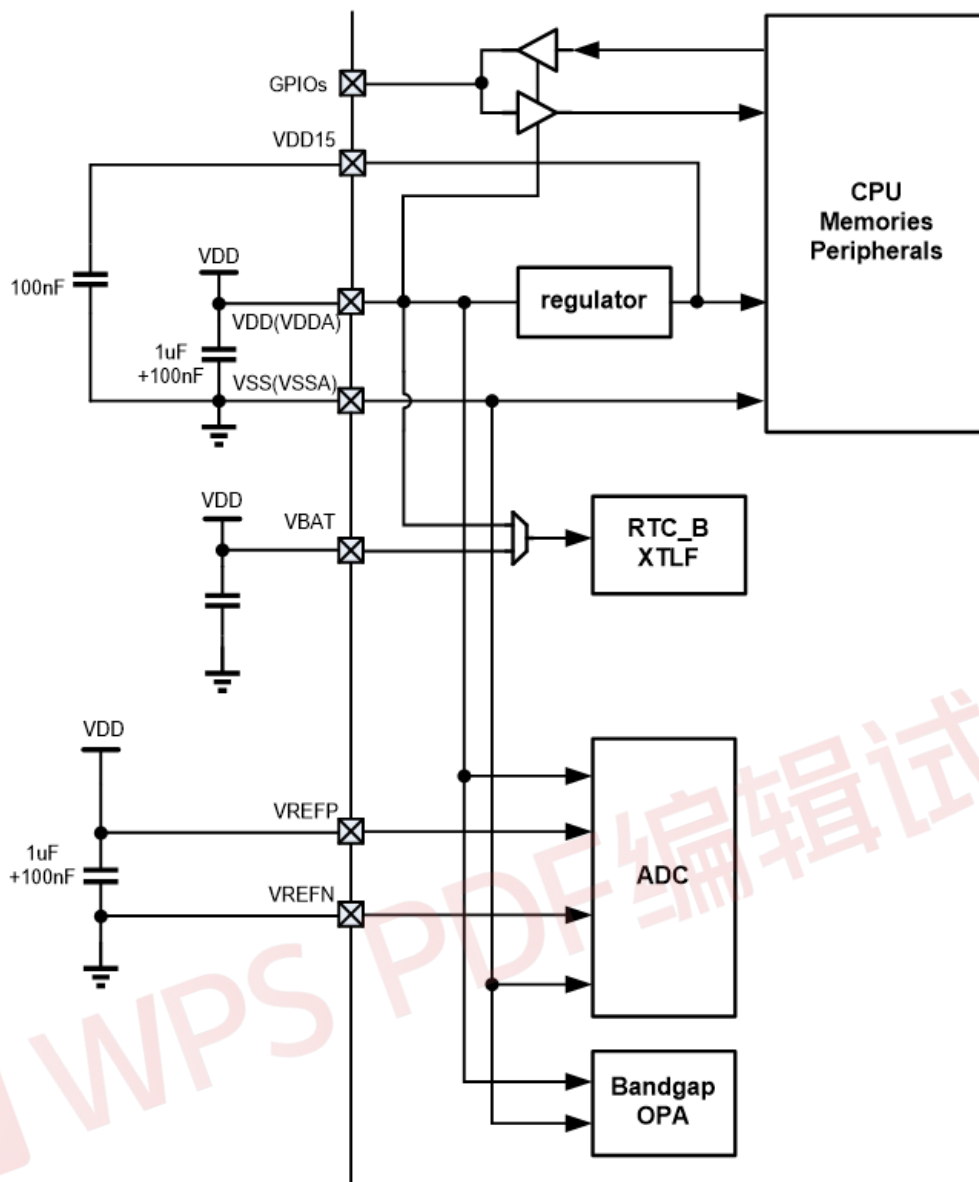 GPIOs
VDD15
CPU
Memories
Peripherals
100nF
VDD
VDD(VDDA)
regulator
1uF
+100nF
VSS(VSSA)
VDD
VBAT
RTC_B
XTLF
VDD
VREFP
1uF
+100nF
VREFN
ADC
Bandgap
OPA
WPS PDF编辑试